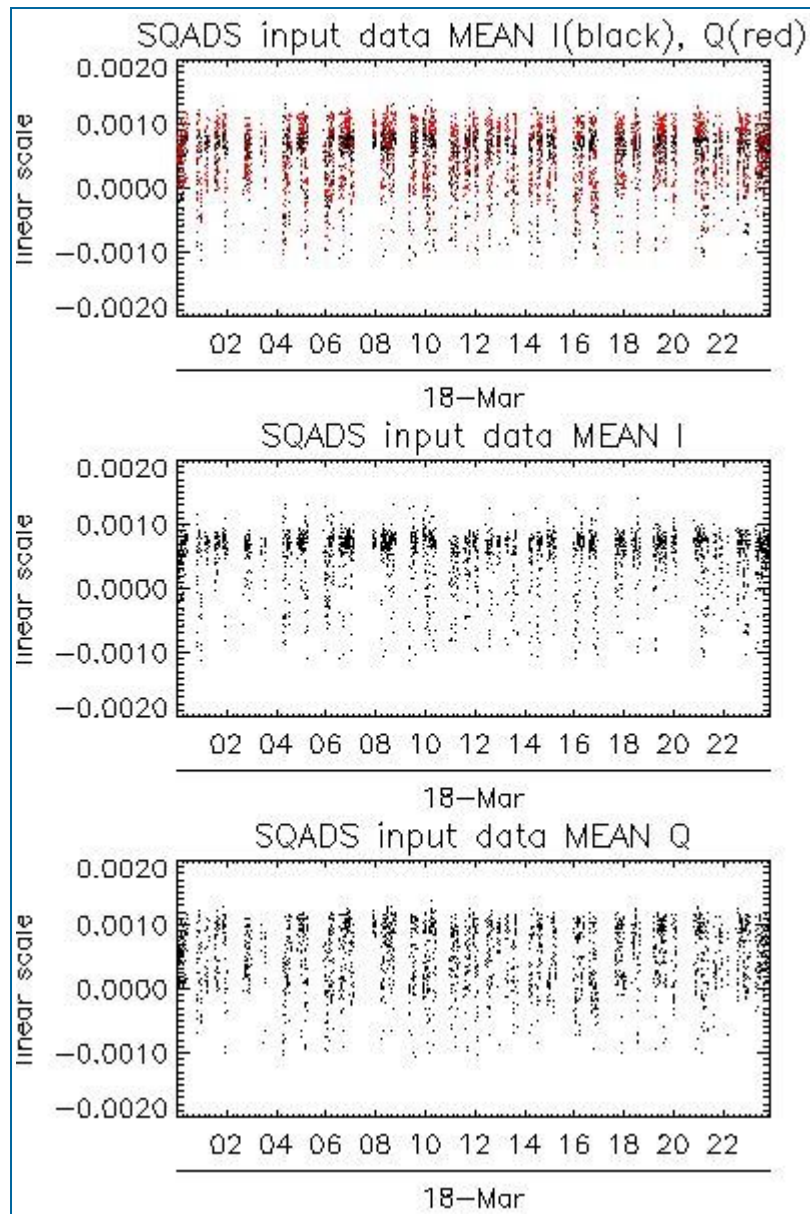 SQADS input data MEAN I(black), Q(red)
0.0020
0.0010
0.0000
-0.0010
-0.0020
linear scale
02 04 06 08 10 12 14 16 18 20 22
18-Mar
SQADS input data MEAN I
0.0020
0.0010
0.0000
-0.0010
-0.0020
linear scale
02 04 06 08 10 12 14 16 18 20 22
18-Mar
SQADS input data MEAN Q
0.0020
0.0010
0.0000
-0.0010
-0.0020
linear scale
02 04 06 08 10 12 14 16 18 20 22
18-Mar